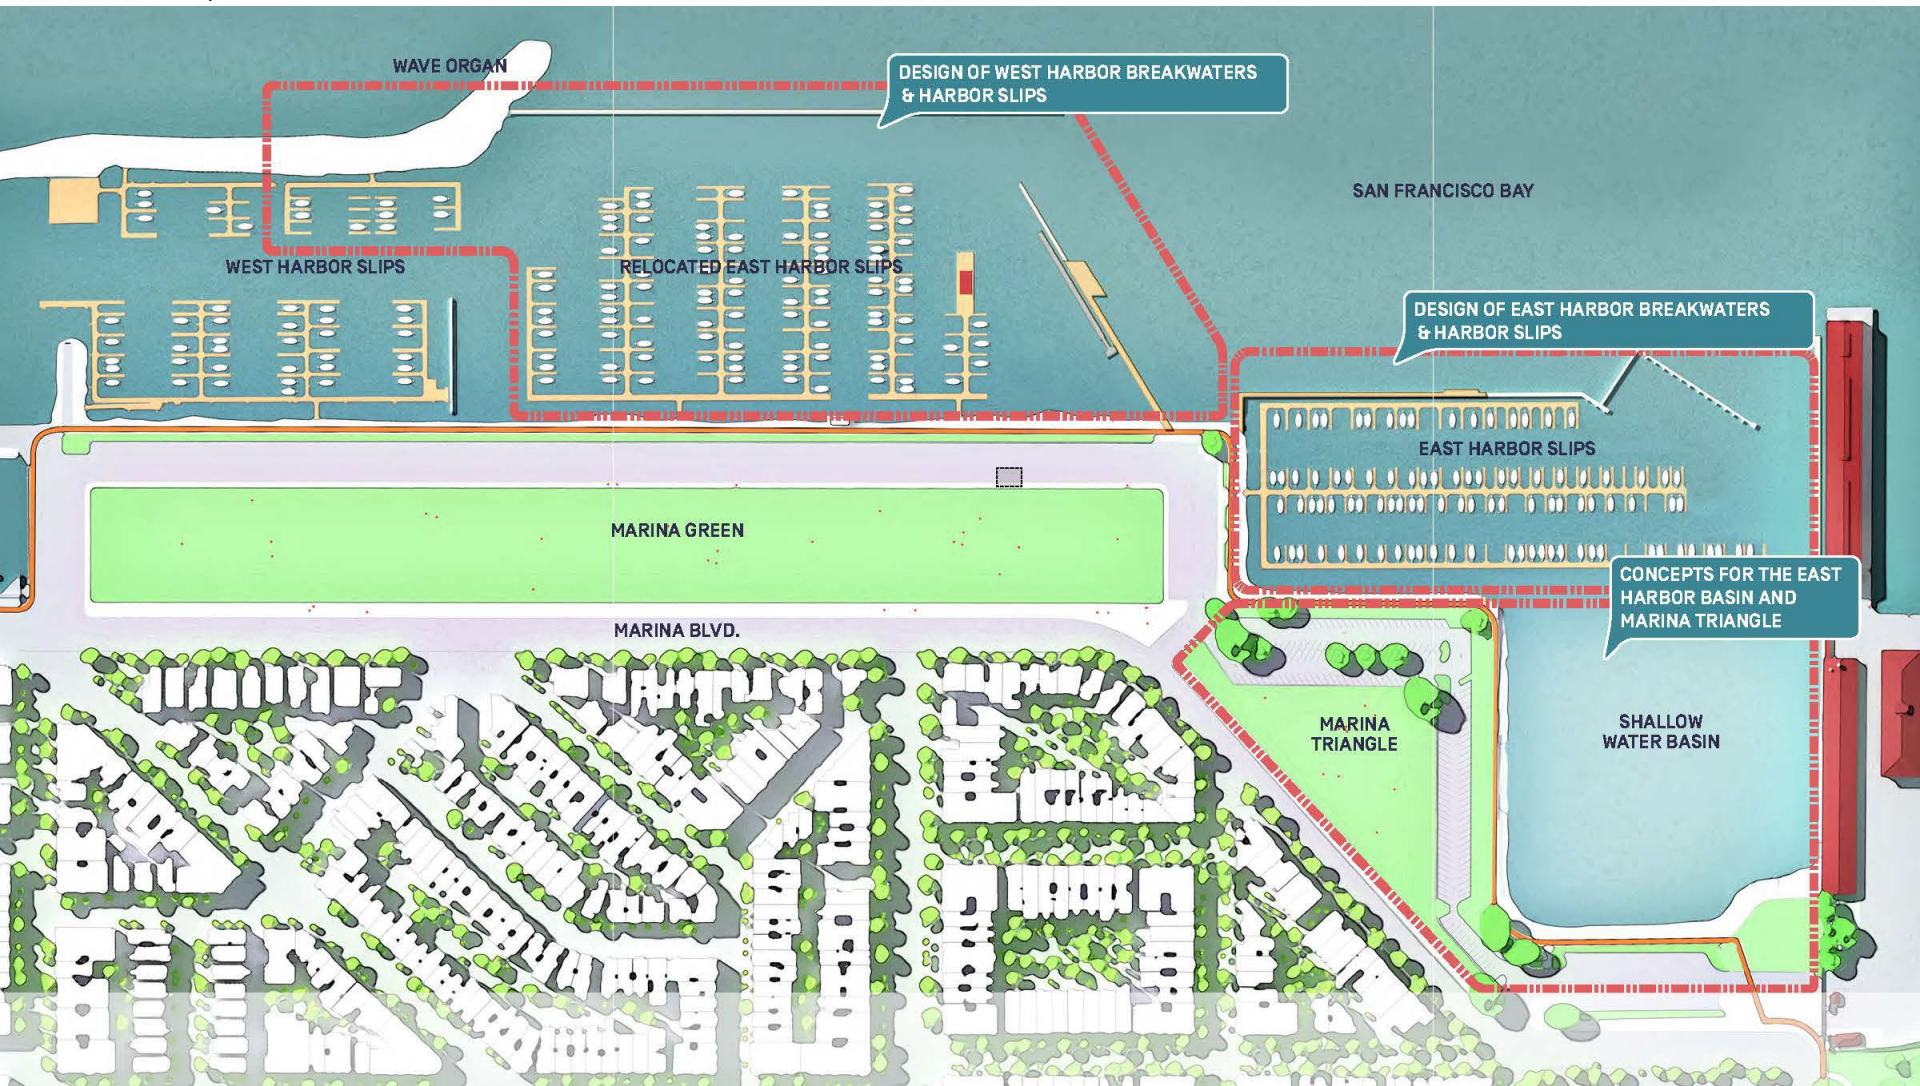 WAVE ORGAN
DESIGN OF WEST HARBOR BREAKWATERS
& HARBOR SLIPS
SAN FRANCISCO BAY
WEST HARBOR SLIPS
RELOCATED EAST HARBOR SLIPS
DESIGN OF EAST HARBOR BREAKWATERS
& HARBOR SLIPS
EAST HARBOR SLIPS
MARINA GREEN
CONCEPTS FOR THE EAST
HARBOR BASIN AND
MARINA TRIANGLE
MARINA BLVD.
MARINA
TRIANGLE
SHALLOW
WATER BASIN